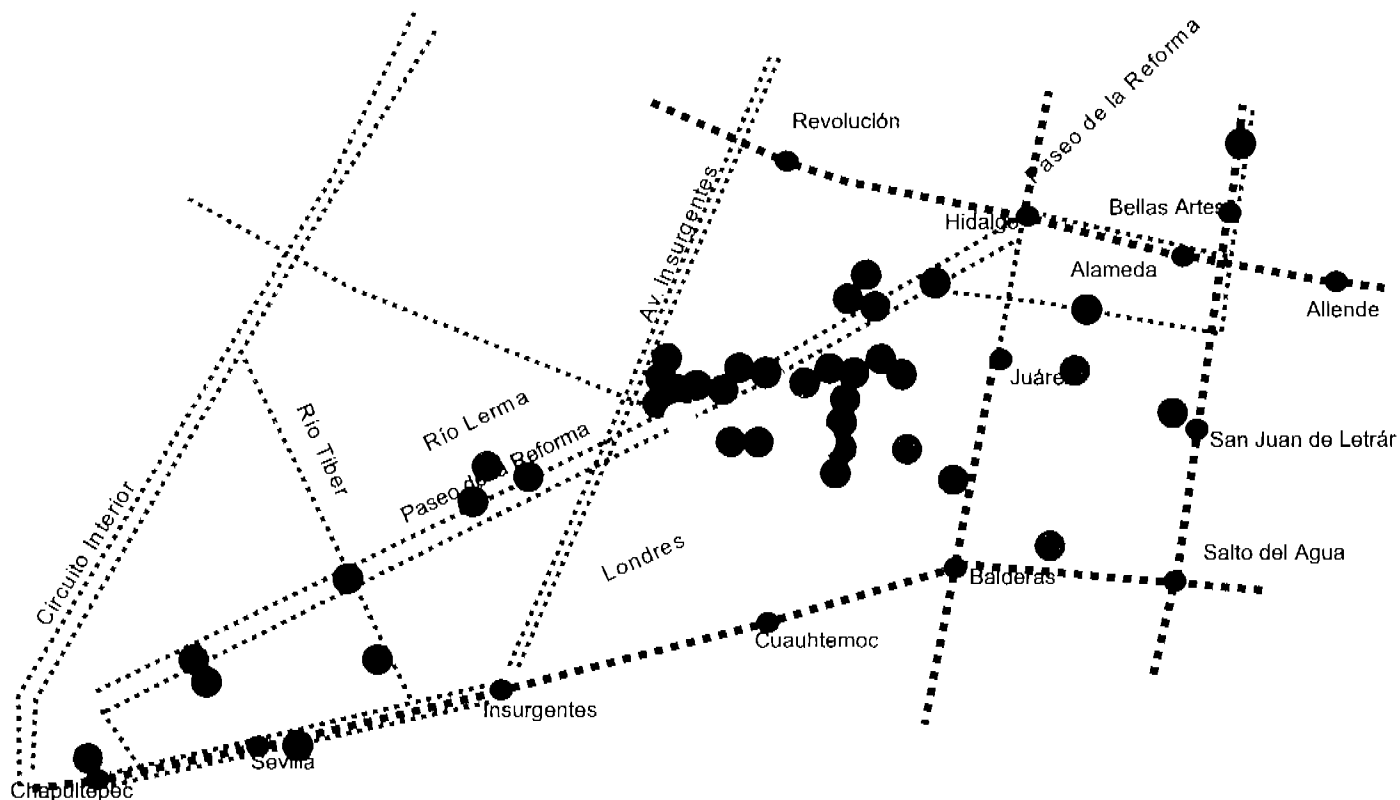 Paseo de la Reforma
Revolución
Av. Insurgentes
Hidalgo
Bellas Artes
Alameda
Allende
Juárez
Río Lerma
Río Tiber
Paseo de la Reforma
San Juan de Letrár
Circuito Interior
Londres
Salto del Agua
Balderas
Cuauhtemoc
Insurgentes
Sevilla
Chapultepec